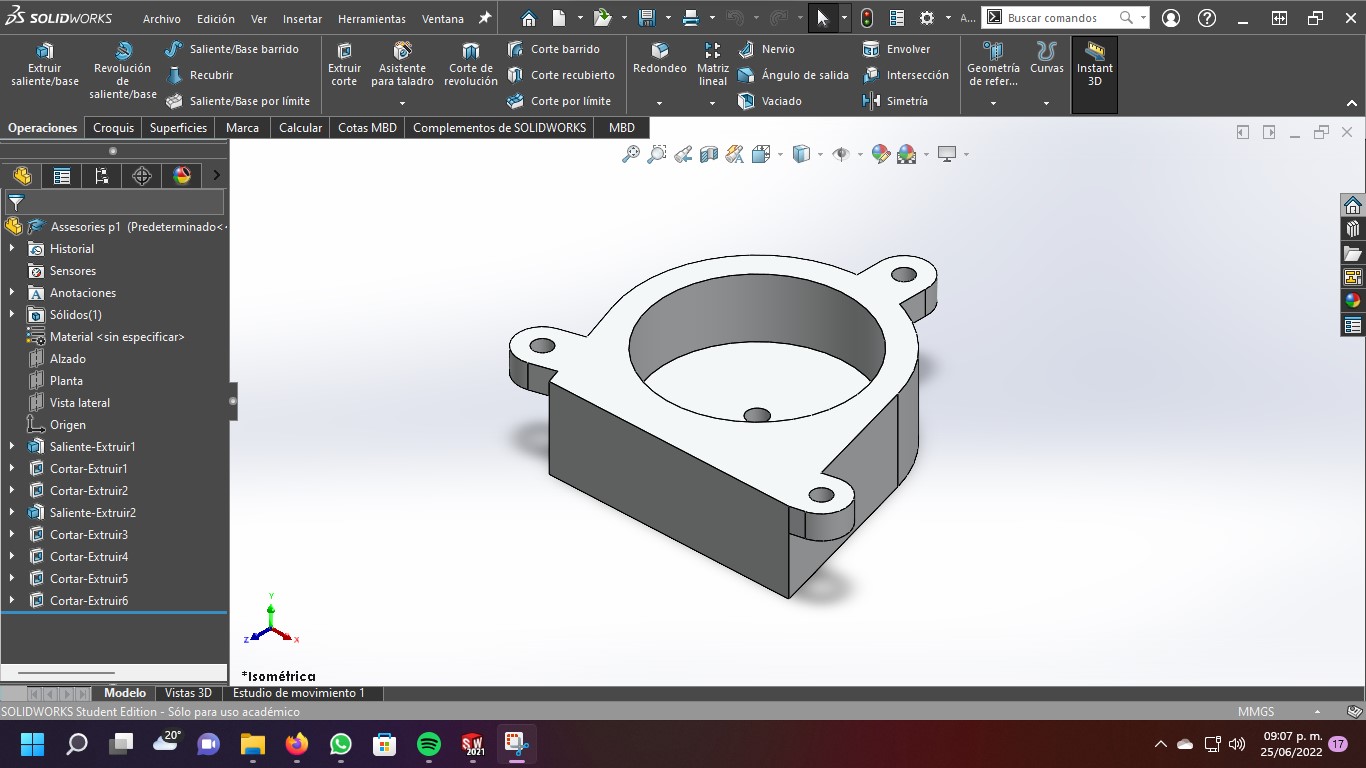 SOLIDWORKS
Archivo Edición Ver Insertar Herramientas Ventana
A...
Buscar comandos
Extruir saliente/base
Revolución de saliente/base
Saliente/Base barrido
Recubrir
Saliente/Base por límite
Extruir corte
Asistente para taladro
Corte de revolución
Corte barrido
Corte recubierto
Corte por límite
Redondeo
Matriz lineal
Nervio
Ángulo de salida
Vaciado
Envolver
Intersección
Simetría
Geometría de refer...
Curvas
Instant 3D
Operaciones Croquis Superficies Marca Calcular Cotas MBD Complementos de SOLIDWORKS MBD
Assesories p1 (Predeterminado<
Historial
Sensores
A Anotaciones
Sólidos(1)
Material <sin especificar>
Alzado
Planta
Vista lateral
Origen
Saliente-Extruir1
Cortar-Extruir1
Cortar-Extruir2
Saliente-Extruir2
Cortar-Extruir3
Cortar-Extruir4
Cortar-Extruir5
Cortar-Extruir6
Y
Z X
*Isométrica
Modelo Vistas 3D Estudio de movimiento 1
SOLIDWORKS Student Edition - Sólo para uso académico
MMGS
20°
SW 2021
09:07 p. m.
25/06/2022
17